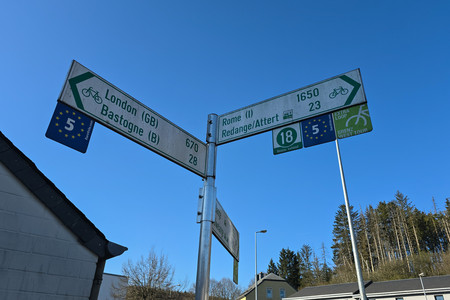 London (GB) 670
Bastogne (B) 28
5
Rome (I) 1650
Redange/Attert 23
18
5